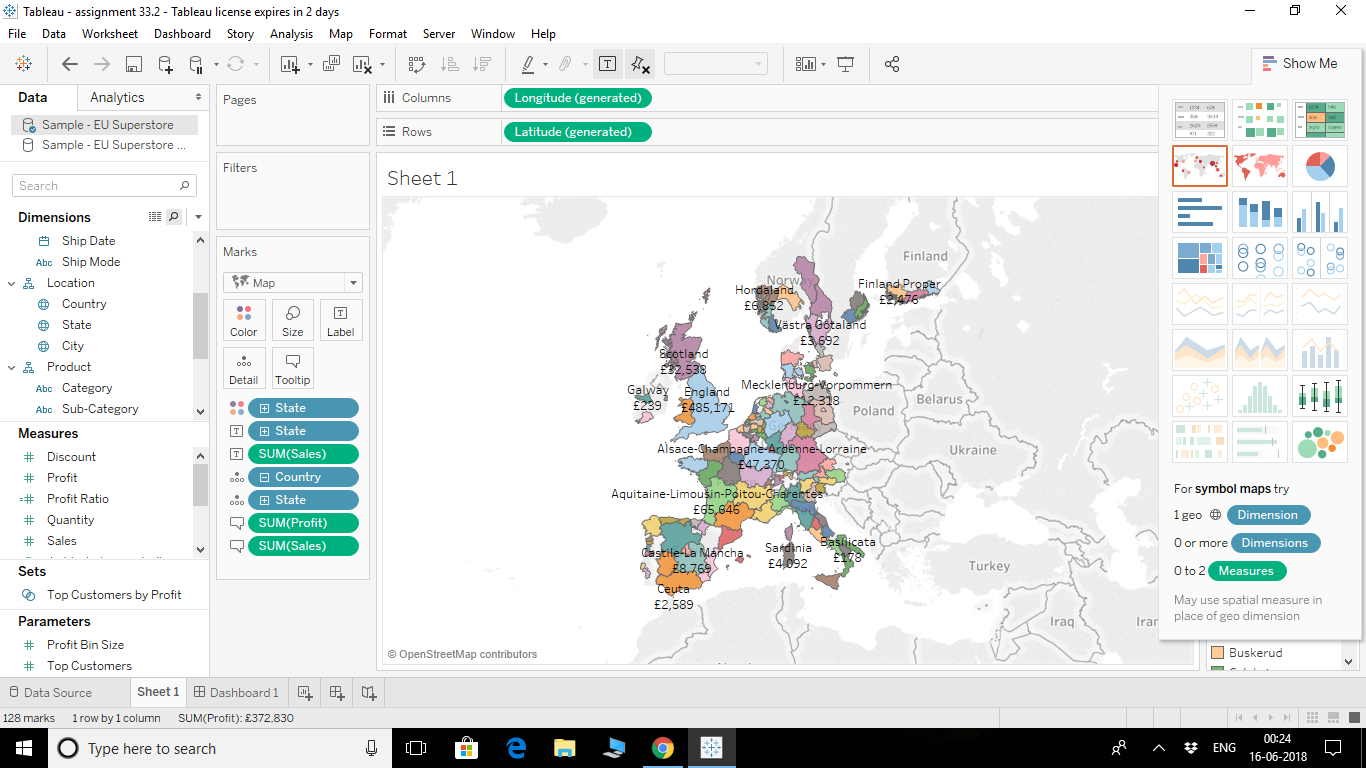 Tableau - assignment 33.2 - Tableau license expires in 2 days
File Data Worksheet Dashboard Story Analysis Map Format Server Window Help
Show Me
Data Analytics
Sample - EU Superstore
Sample - EU Superstore ...
Search
Dimensions
Ship Date
Abc Ship Mode
Location
Country
State
City
Product
Abc Category
Abc Sub-Category
Measures
Discount
Profit
Profit Ratio
Quantity
Sales
Sets
Top Customers by Profit
Parameters
Profit Bin Size
Top Customers
Pages
Filters
Marks
Map
Color Size Label
Detail Tooltip
State
State
SUM(Sales)
Country
State
SUM(Profit)
SUM(Sales)
Columns Longitude (generated)
Rows Latitude (generated)
Sheet 1
Finland
Norway
Finland Proper
£2,476
Hordaland
£6,852
Västra Götaland
£3,692
Scotland
£32,538
Galway
£239
England
£485,171
Mecklenburg-Vorpommern
£12,318
Belarus
Poland
Ukraine
Alsace-Champagne-Ardenne-Lorraine
£47,370
Aquitaine-Limousin-Poitou-Charentes
£65,646
Castile-La Mancha
£8,769
Sardinia
£4,092
Basilicata
£178
Ceuta
£2,589
Turkey
Iraq
Iran
© OpenStreetMap contributors
For symbol maps try
1 geo Dimension
0 or more Dimensions
0 to 2 Measures
May use spatial measure in
place of geo dimension
Buskerud
Data Source Sheet 1 Dashboard 1
128 marks 1 row by 1 column SUM(Profit): £372,830
Type here to search
ENG
00:24
16-06-2018